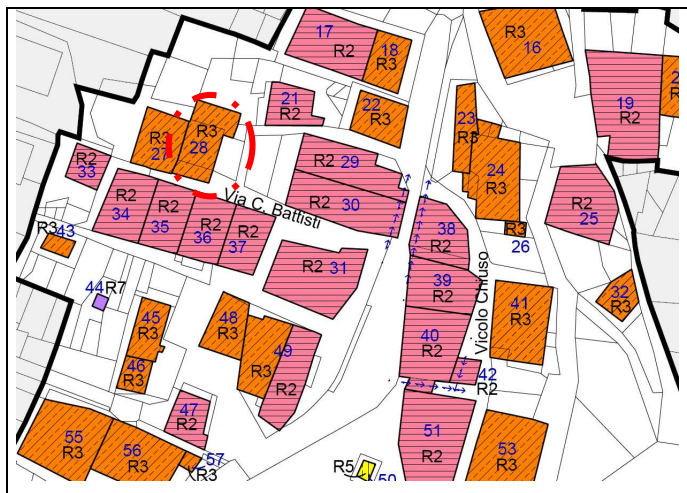 17
R2
18
R3
R3
16
19
R2
2
R3
21
R2
22
R3
23
R3
R3
27
R3
28
R2
29
R2
30
24
R3
R2
33
R2
34
R2
35
R2
36
R2
37
Via C. Battisti
38
R2
25
R2
26
R3
R3
43
R2
31
39
R2
Vicolo Chiuso
44
R7
41
R3
32
R3
45
R3
48
R3
R3
49
R2
40
R2
46
R3
42
R2
47
R2
51
R2
55
R3
56
R3
57
R3
R5
50
53
R3